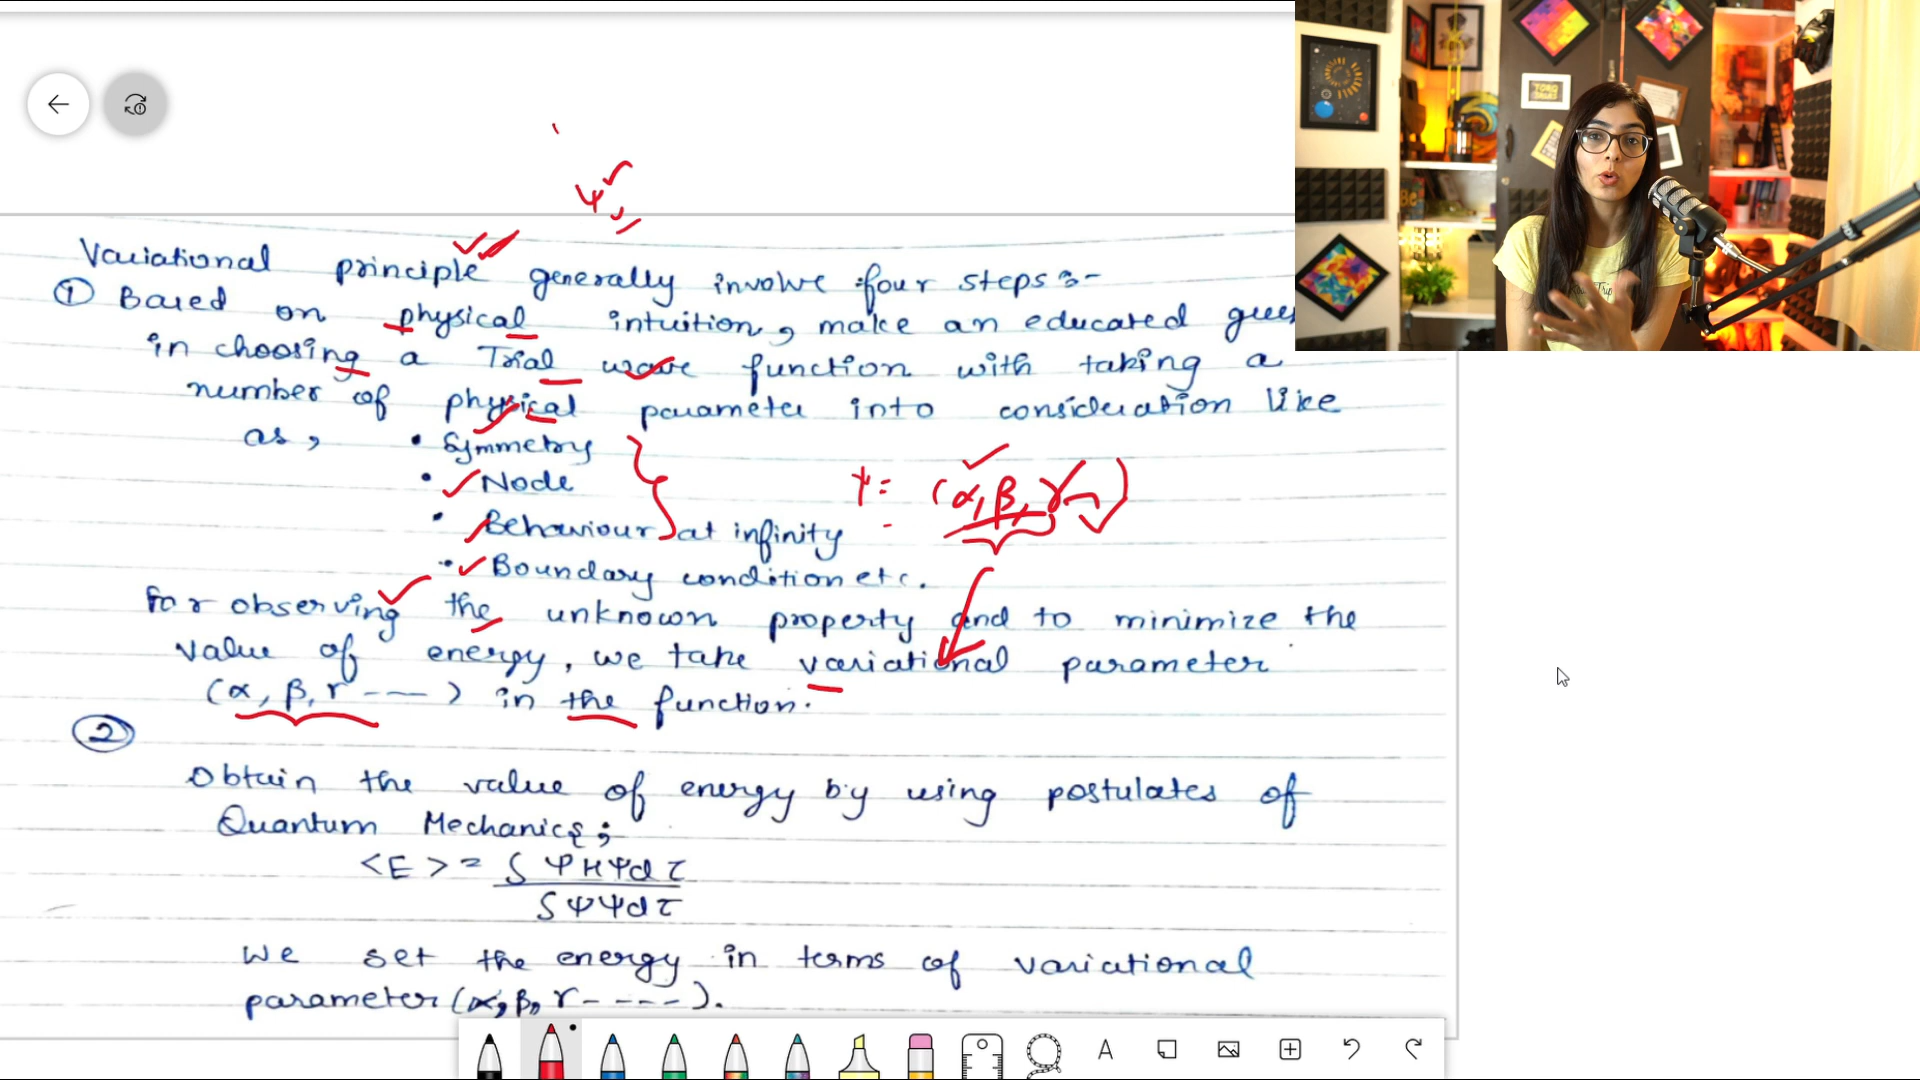 ψ
Variational principle generally involve four steps :-
① Based on physical intuition, make an educated
in choosing a Trial wave function with taking a
number of physical parameter into consideration like
as,
• Symmetry
• Node
• Behaviour at infinity
• Boundary condition etc.
ψ = (α, β, γ ~)
for observing the unknown property and to minimize the
value of energy, we take variational parameter
(α, β, r ---) in the function.
②
Obtain the value of energy by using postulates of
Quantum Mechanics;
<E> = ∫ ψHψdτ
∫ψψdτ
We set the energy in terms of variational
parameter (α, β, r-----).
A